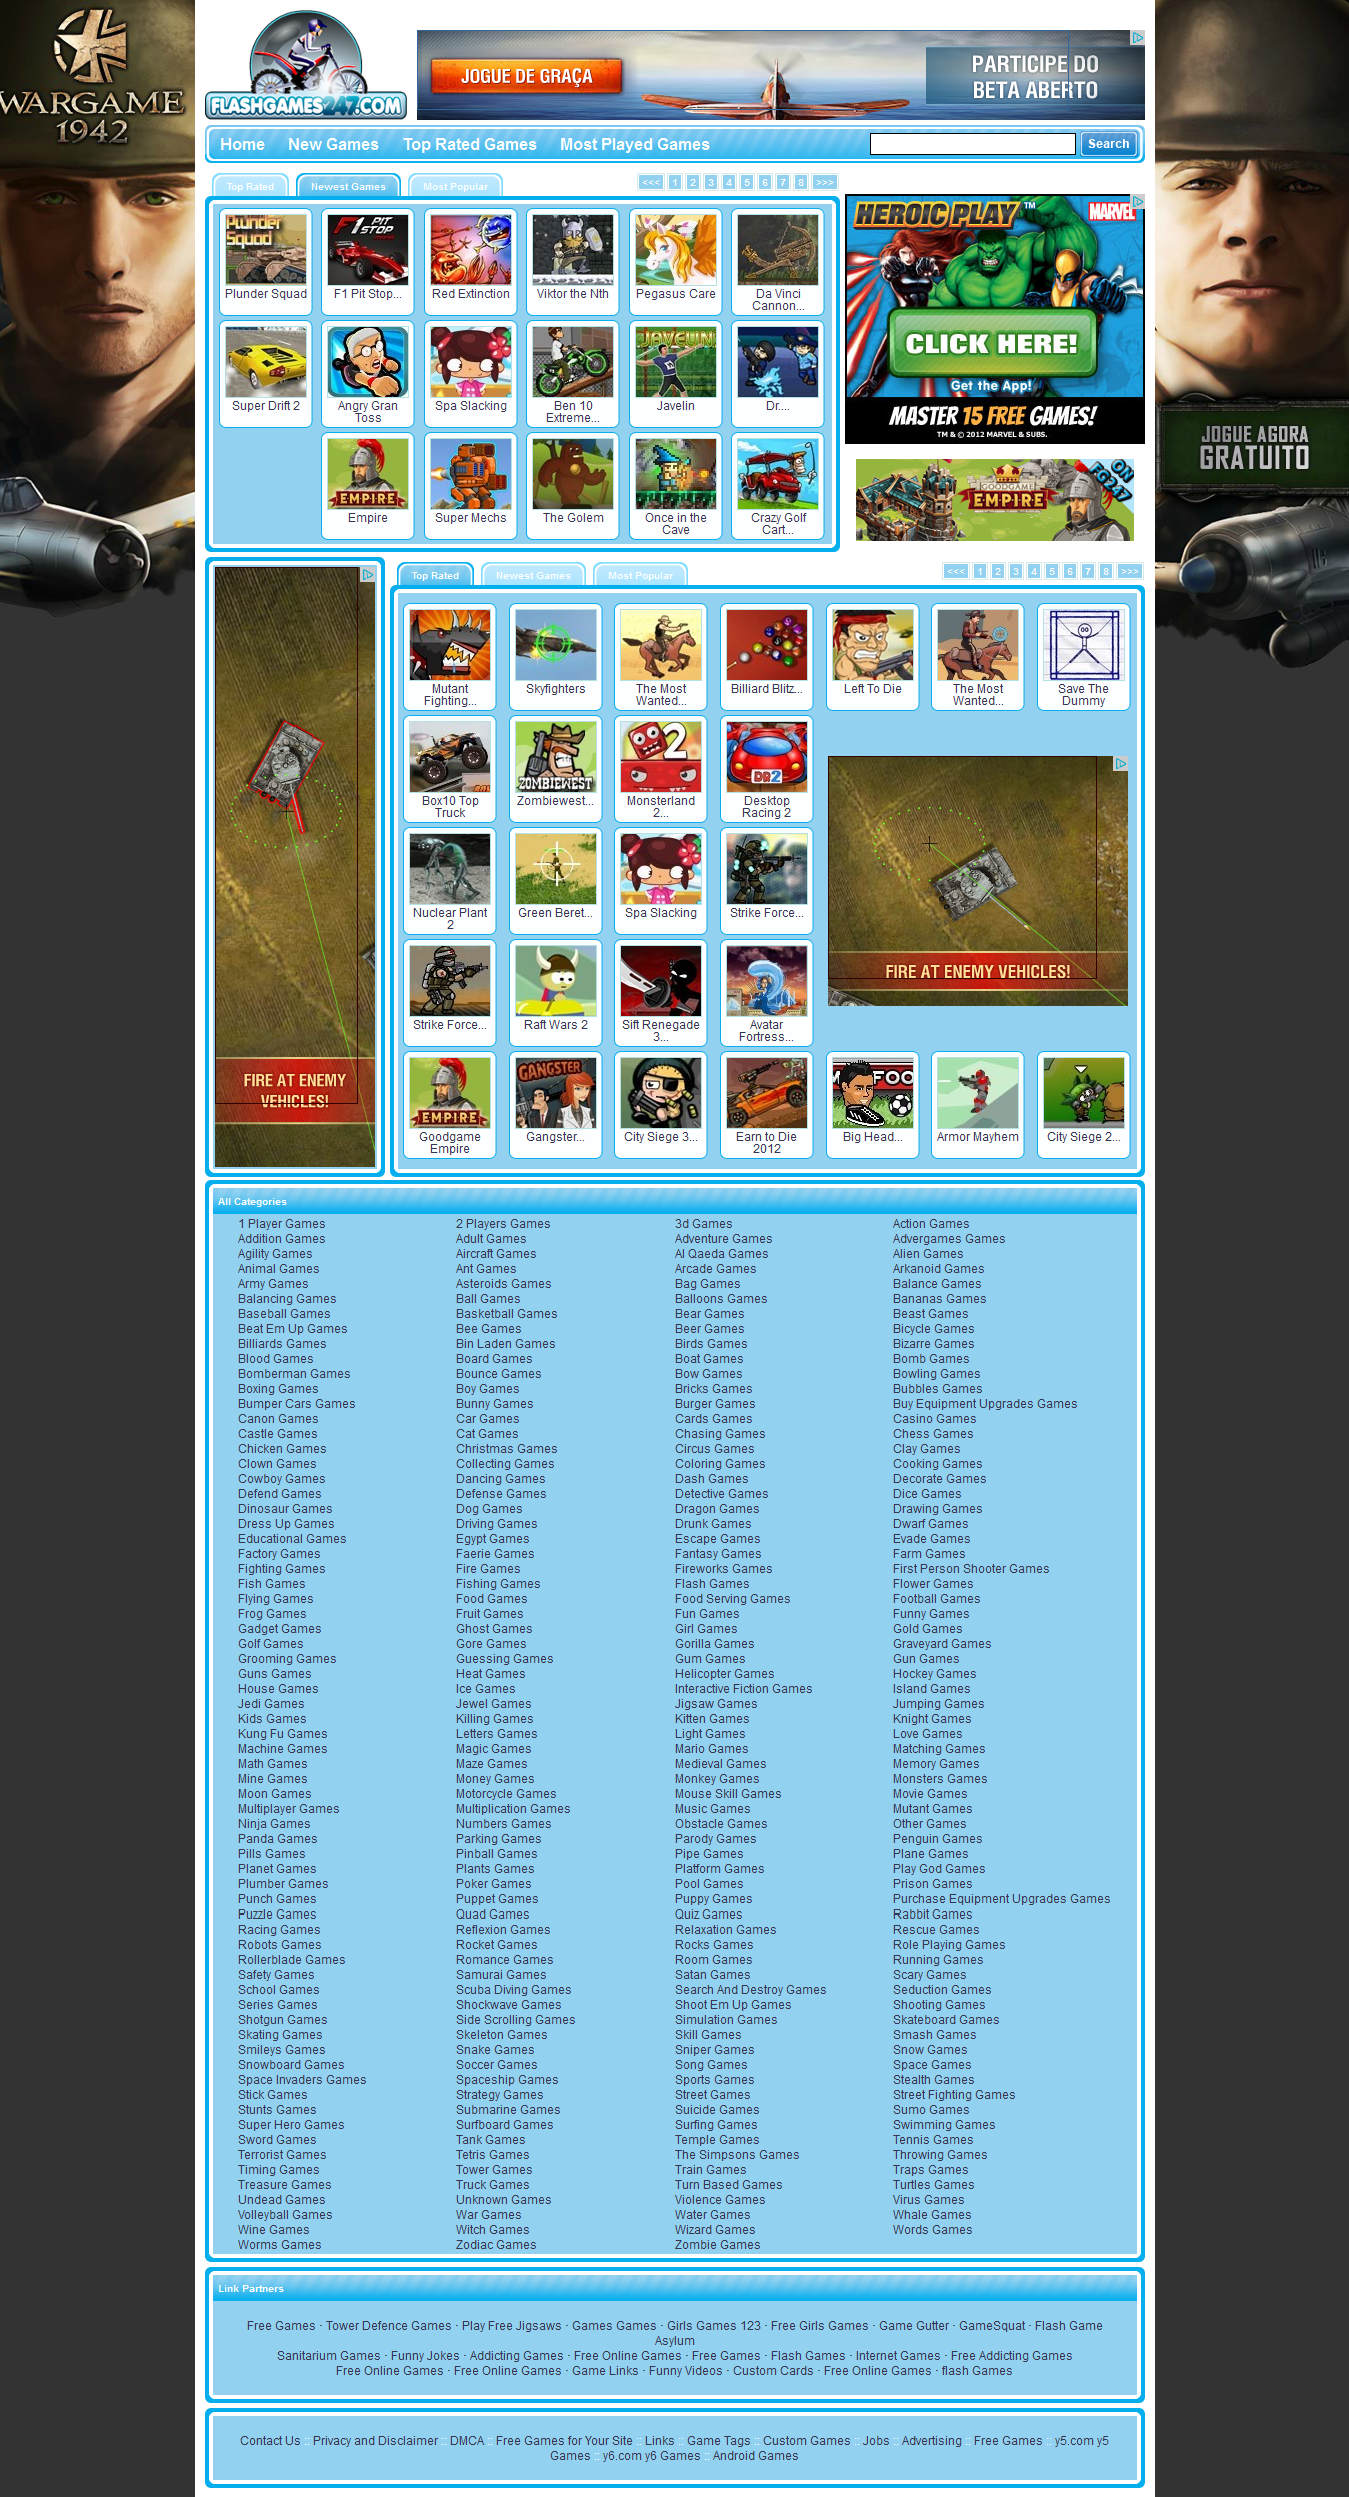 WARGAME
1942
FLASHGAMES247.COM
JOGUE DE GRAÇA
PARTICIPE DO
BETA ABERTO
Home New Games Top Rated Games Most Played Games Search
Top Rated Newest Games Most Popular <<< 1 2 3 4 5 6 7 8 >>>
Plunder Squad
F1 PIT STOP
Plunder Squad F1 Pit Stop... Red Extinction Viktor the Nth Pegasus Care Da Vinci Cannon...
JAVELIN
Super Drift 2 Angry Gran Toss Spa Slacking Ben 10 Extreme... Javelin Dr....
EMPIRE
Empire Super Mechs The Golem Once in the Cave Crazy Golf Cart...
HEROIC PLAY™ MARVEL
CLICK HERE!
Get the App!
MASTER 15 FREE GAMES!
TM & © 2012 MARVEL & SUBS.
GOODGAME
EMPIRE
ON FG247
JOGUE AGORA
GRATUITO
FIRE AT ENEMY
VEHICLES!
Top Rated Newest Games Most Popular <<< 1 2 3 4 5 6 7 8 >>>
Mutant Fighting... Skyfighters The Most Wanted... Billiard Blitz... Left To Die The Most Wanted... Save The Dummy
ZOMBIEWEST
2
DR2
Box10 Top Truck Zombiewest... Monsterland 2... Desktop Racing 2
Nuclear Plant 2 Green Beret... Spa Slacking Strike Force...
FIRE AT ENEMY VEHICLES!
Strike Force... Raft Wars 2 Sift Renegade 3... Avatar Fortress...
EMPIRE
GANGSTER
Goodgame Empire Gangster... City Siege 3... Earn to Die 2012 Big Head... Armor Mayhem City Siege 2...
All Categories
1 Player Games 2 Players Games 3d Games Action Games
Addition Games Adult Games Adventure Games Advergames Games
Agility Games Aircraft Games Al Qaeda Games Alien Games
Animal Games Ant Games Arcade Games Arkanoid Games
Army Games Asteroids Games Bag Games Balance Games
Balancing Games Ball Games Balloons Games Bananas Games
Baseball Games Basketball Games Bear Games Beast Games
Beat Em Up Games Bee Games Beer Games Bicycle Games
Billiards Games Bin Laden Games Birds Games Bizarre Games
Blood Games Board Games Boat Games Bomb Games
Bomberman Games Bounce Games Bow Games Bowling Games
Boxing Games Boy Games Bricks Games Bubbles Games
Bumper Cars Games Bunny Games Burger Games Buy Equipment Upgrades Games
Canon Games Car Games Cards Games Casino Games
Castle Games Cat Games Chasing Games Chess Games
Chicken Games Christmas Games Circus Games Clay Games
Clown Games Collecting Games Coloring Games Cooking Games
Cowboy Games Dancing Games Dash Games Decorate Games
Defend Games Defense Games Detective Games Dice Games
Dinosaur Games Dog Games Dragon Games Drawing Games
Dress Up Games Driving Games Drunk Games Dwarf Games
Educational Games Egypt Games Escape Games Evade Games
Factory Games Faerie Games Fantasy Games Farm Games
Fighting Games Fire Games Fireworks Games First Person Shooter Games
Fish Games Fishing Games Flash Games Flower Games
Flying Games Food Games Food Serving Games Football Games
Frog Games Fruit Games Fun Games Funny Games
Gadget Games Ghost Games Girl Games Gold Games
Golf Games Gore Games Gorilla Games Graveyard Games
Grooming Games Guessing Games Gum Games Gun Games
Guns Games Heat Games Helicopter Games Hockey Games
House Games Ice Games Interactive Fiction Games Island Games
Jedi Games Jewel Games Jigsaw Games Jumping Games
Kids Games Killing Games Kitten Games Knight Games
Kung Fu Games Letters Games Light Games Love Games
Machine Games Magic Games Mario Games Matching Games
Math Games Maze Games Medieval Games Memory Games
Mine Games Money Games Monkey Games Monsters Games
Moon Games Motorcycle Games Mouse Skill Games Movie Games
Multiplayer Games Multiplication Games Music Games Mutant Games
Ninja Games Numbers Games Obstacle Games Other Games
Panda Games Parking Games Parody Games Penguin Games
Pills Games Pinball Games Pipe Games Plane Games
Planet Games Plants Games Platform Games Play God Games
Plumber Games Poker Games Pool Games Prison Games
Punch Games Puppet Games Puppy Games Purchase Equipment Upgrades Games
Puzzle Games Quad Games Quiz Games Rabbit Games
Racing Games Reflexion Games Relaxation Games Rescue Games
Robots Games Rocket Games Rocks Games Role Playing Games
Rollerblade Games Romance Games Room Games Running Games
Safety Games Samurai Games Satan Games Scary Games
School Games Scuba Diving Games Search And Destroy Games Seduction Games
Series Games Shockwave Games Shoot Em Up Games Shooting Games
Shotgun Games Side Scrolling Games Simulation Games Skateboard Games
Skating Games Skeleton Games Skill Games Smash Games
Smileys Games Snake Games Sniper Games Snow Games
Snowboard Games Soccer Games Song Games Space Games
Space Invaders Games Spaceship Games Sports Games Stealth Games
Stick Games Strategy Games Street Games Street Fighting Games
Stunts Games Submarine Games Suicide Games Sumo Games
Super Hero Games Surfboard Games Surfing Games Swimming Games
Sword Games Tank Games Temple Games Tennis Games
Terrorist Games Tetris Games The Simpsons Games Throwing Games
Timing Games Tower Games Train Games Traps Games
Treasure Games Truck Games Turn Based Games Turtles Games
Undead Games Unknown Games Violence Games Virus Games
Volleyball Games War Games Water Games Whale Games
Wine Games Witch Games Wizard Games Words Games
Worms Games Zodiac Games Zombie Games
Link Partners
Free Games · Tower Defence Games · Play Free Jigsaws · Games Games · Girls Games 123 · Free Girls Games · Game Gutter · GameSquat · Flash Game
Asylum
Sanitarium Games · Funny Jokes · Addicting Games · Free Online Games · Free Games · Flash Games · Internet Games · Free Addicting Games
Free Online Games · Free Online Games · Game Links · Funny Videos · Custom Cards · Free Online Games · flash Games
Contact Us :: Privacy and Disclaimer :: DMCA :: Free Games for Your Site :: Links :: Game Tags :: Custom Games :: Jobs :: Advertising :: Free Games :: y5.com y5
Games :: y6.com y6 Games :: Android Games